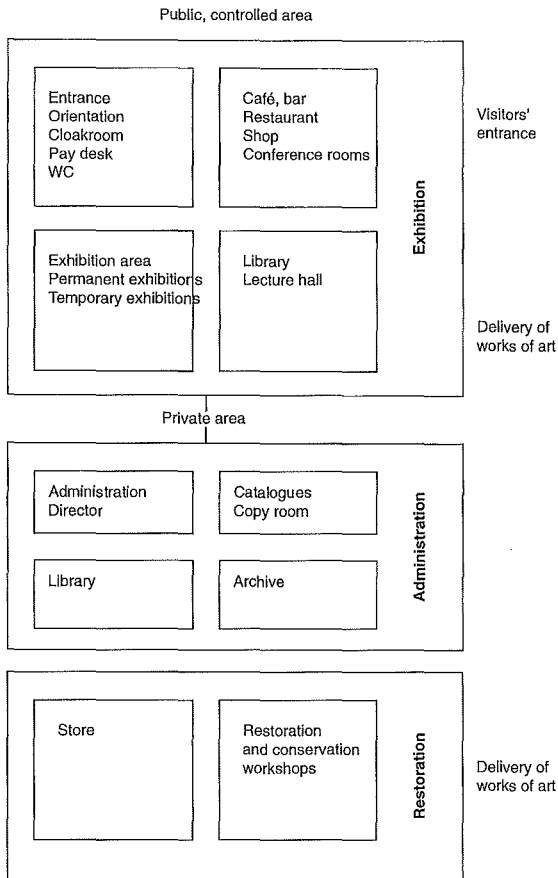 Public, controlled area
Entrance
Orientation
Cloakroom
Pay desk
WC
Café, bar
Restaurant
Shop
Conference rooms
Visitors'
entrance
Exhibition
Exhibition area
Permanent exhibitions
Temporary exhibitions
Library
Lecture hall
Delivery of
works of art
Private area
Administration
Director
Catalogues
Copy room
Administration
Library
Archive
Store
Restoration
and conservation
workshops
Restoration
Delivery of
works of art